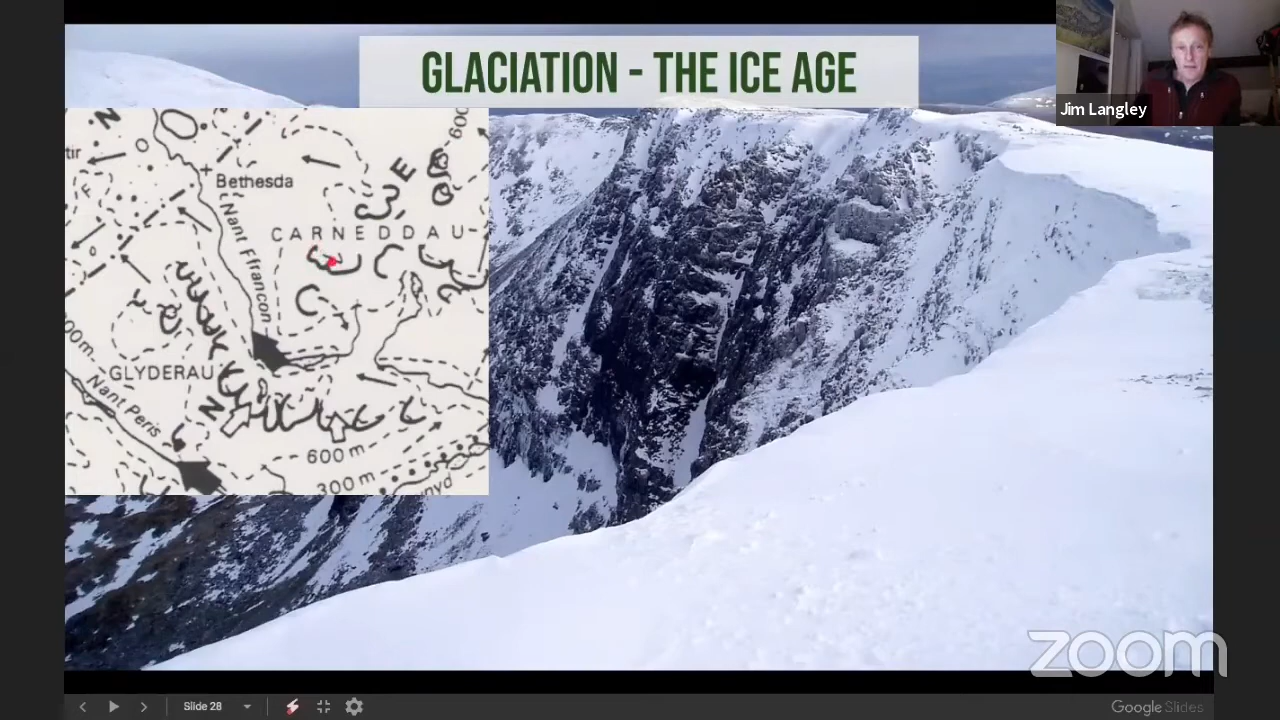 GLACIATION - THE ICE AGE
Jim Langley
N
E
tir
Bethesda
F
Nant Ffrancon
CARNEDDAU
GLYDERAU
Nant Peris
N
600 m
300 m
zoom
Slide 28
Google Slides